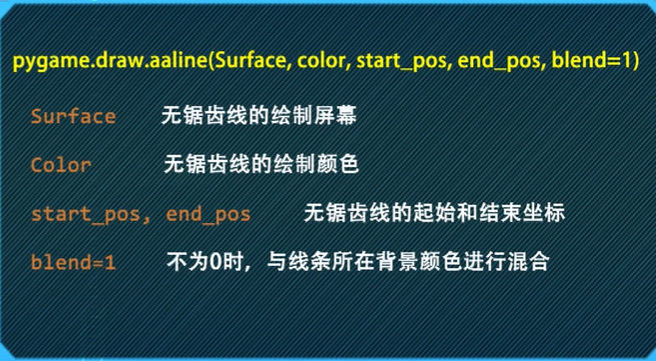 pygame.draw.aaline(Surface, color, start_pos, end_pos, blend=1)
Surface 无锯齿线的绘制屏幕
Color 无锯齿线的绘制颜色
start_pos, end_pos 无锯齿线的起始和结束坐标
blend=1 不为0时，与线条所在背景颜色进行混合